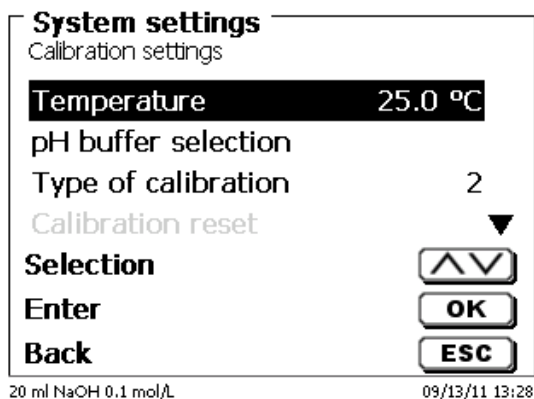 System settings
Calibration settings
Temperature 25.0 ºC
pH buffer selection
Type of calibration 2
Calibration reset
Selection
Enter OK
Back ESC
20 ml NaOH 0.1 mol/L 09/13/11 13:28